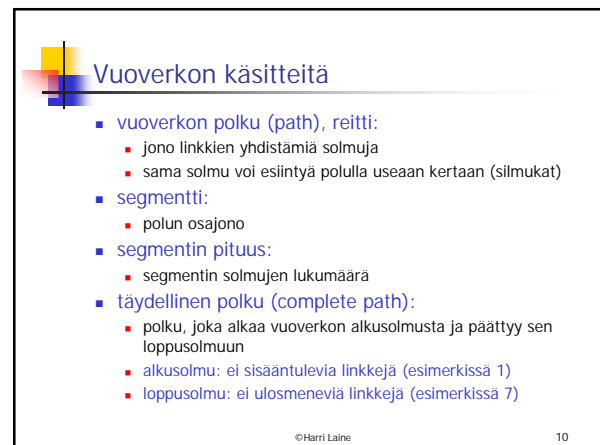 Vuoverkon käsitteitä
vuoverkon polku (path), reitti:
jono linkkien yhdistämiä solmuja
sama solmu voi esiintyä polulla useaan kertaan (silmukat)
segmentti:
polun osajono
segmentin pituus:
segmentin solmujen lukumäärä
täydellinen polku (complete path):
polku, joka alkaa vuoverkon alkusolmusta ja päättyy sen
loppusolmuun
alkusolmu: ei sisääntulevia linkkejä (esimerkissä 1)
loppusolmu: ei ulosmeneviä linkkejä (esimerkissä 7)
©Harri Laine
10